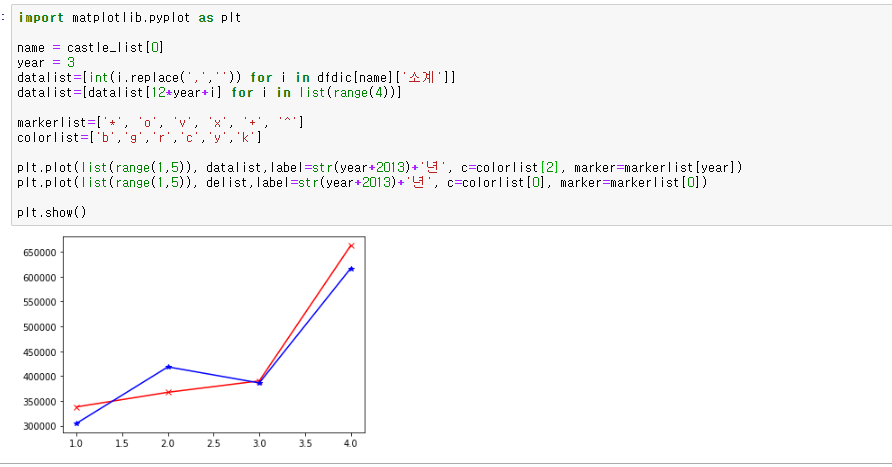 :
import matplotlib.pyplot as plt
name = castle_list[0]
year = 3
datalist=[int(i.replace(',','')) for i in dfdic[name]['소계']]
datalist=[datalist[12*year+i] for i in list(range(4))]
markerlist=['*', 'o', 'v', 'x', '+', '^']
colorlist=['b','g','r','c','y','k']
plt.plot(list(range(1,5)), datalist,label=str(year+2013)+'년', c=colorlist[2], marker=markerlist[year])
plt.plot(list(range(1,5)), delist,label=str(year+2013)+'년', c=colorlist[0], marker=markerlist[0])
plt.show()
650000
600000
550000
500000
450000
400000
350000
300000
1.0 1.5 2.0 2.5 3.0 3.5 4.0